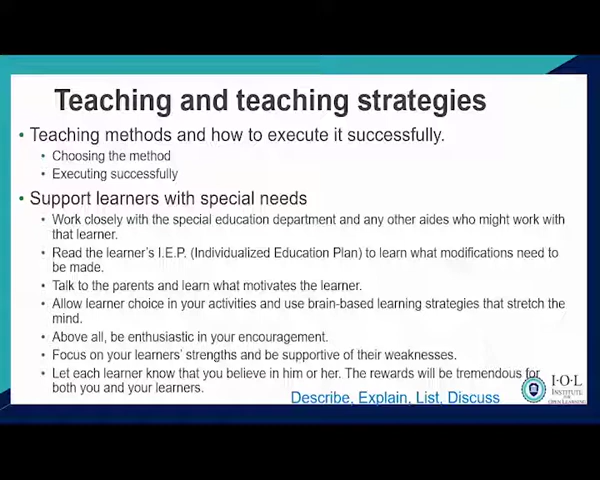 Teaching and teaching strategies
• Teaching methods and how to execute it successfully.
• Choosing the method
• Executing successfully
• Support learners with special needs
• Work closely with the special education department and any other aides who might work with
that learner.
• Read the learner's I.E.P. (Individualized Education Plan) to learn what modifications need to
be made.
• Talk to the parents and learn what motivates the learner.
• Allow learner choice in your activities and use brain-based learning strategies that stretch the
mind.
• Above all, be enthusiastic in your encouragement.
• Focus on your learners' strengths and be supportive of their weaknesses.
• Let each learner know that you believe in him or her. The rewards will be tremendous for
both you and your learners.
Describe, Explain, List, Discuss
I·O·L
INSTITUTE
FOR
OPEN LEARNING